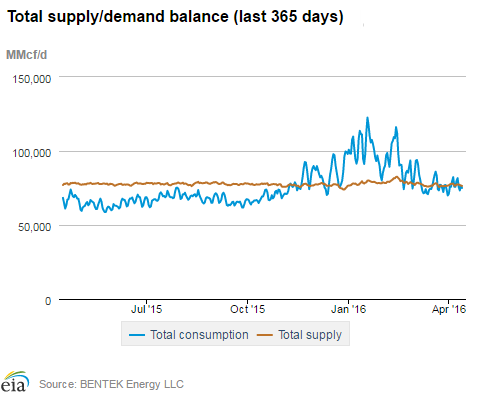 Total supply/demand balance (last 365 days)
MMcf/d
150,000
100,000
50,000
0
Jul '15 Oct '15 Jan '16 Apr '16
Total consumption Total supply
eia Source: BENTEK Energy LLC